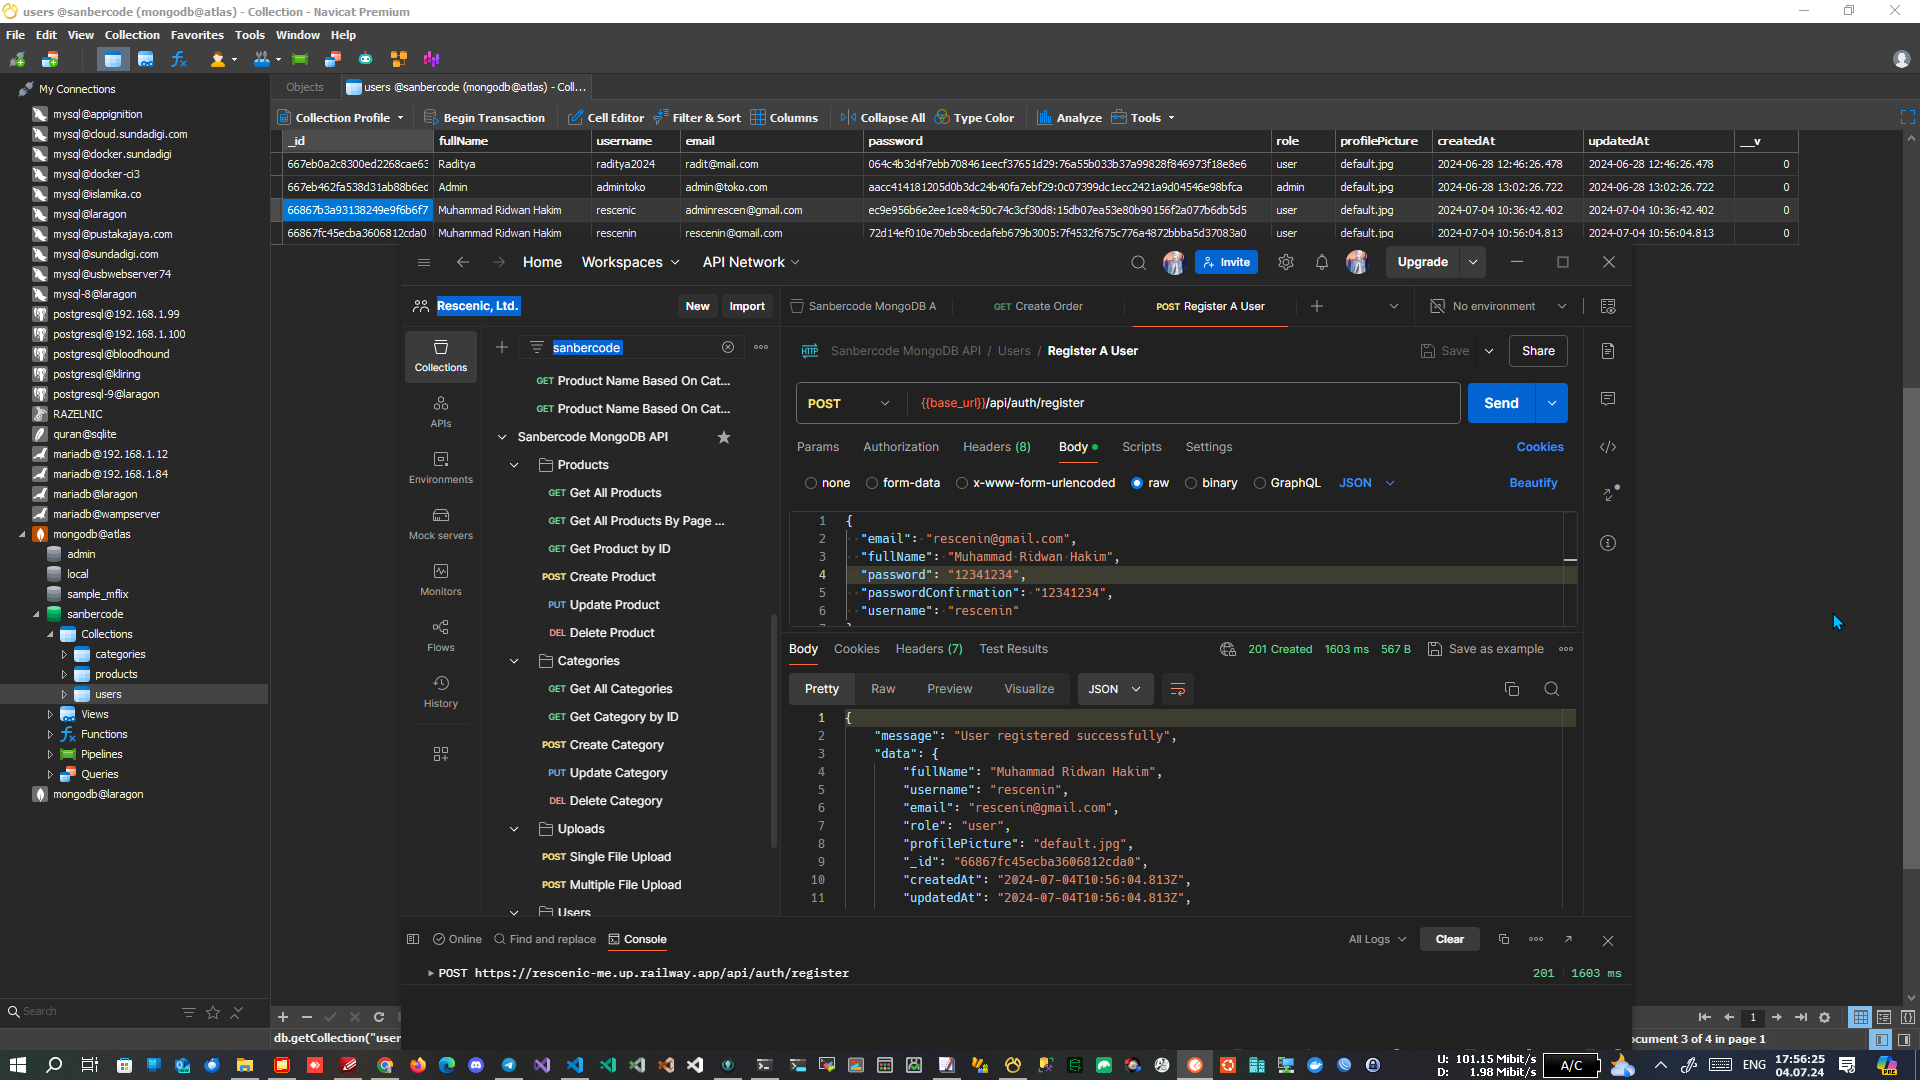 users @sanbercode (mongodb@atlas) - Collection - Navicat Premium
File Edit View Collection Favorites Tools Window Help
My Connections
Objects
users @sanbercode (mongodb@atlas) - Coll...
Collection Profile Begin Transaction Cell Editor Filter & Sort Columns Collapse All Type Color Analyze Tools
_id fullName username email password role profilePicture createdAt updatedAt __v
667eb0a2c8300ed2268cae63 Raditya raditya2024 radit@mail.com 064c4b3d4f7ebb708461eecf37651d29:76a55b033b37a99828f846973f18e8e6 user default.jpg 2024-06-28 12:46:26.478 2024-06-28 12:46:26.478 0
667eb462fa538d31ab88b6ed Admin admintoko admin@toko.com aacc414181205d0b3dc24b40fa7ebf29:0c07399dc1ecc2421a9d04546e98bfca admin default.jpg 2024-06-28 13:02:26.722 2024-06-28 13:02:26.722 0
66867b3a93138249e9f6b6f7 Muhammad Ridwan Hakim rescenic adminrescen@gmail.com ec9e956b6e2ee1ce84c50c74c3cf30d8:15db07ea53e80b90156f2a077b6db5d5 user default.jpg 2024-07-04 10:36:42.402 2024-07-04 10:36:42.402 0
66867fc45ecba3606812cda0 Muhammad Ridwan Hakim rescenin rescenin@gmail.com 72d14ef010e70eb5bcedafeb679b3005:7f4532f675c776a4872bbba5d37083a0 user default.jpg 2024-07-04 10:56:04.813 2024-07-04 10:56:04.813 0
mysql@appignition
mysql@cloud.sundadigi.com
mysql@docker.sundadigi
mysql@docker-ci3
mysql@islamika.co
mysql@laragon
mysql@pustakajaya.com
mysql@sundadigi.com
mysql@usbwebserver74
mysql-8@laragon
postgresql@192.168.1.99
postgresql@192.168.1.100
postgresql@bloodhound
postgresql@kliring
postgresql-9@laragon
RAZELNIC
quran@sqlite
mariadb@192.168.1.12
mariadb@192.168.1.84
mariadb@laragon
mariadb@wampserver
mongodb@atlas
admin
local
sample_mflix
sanbercode
Collections
categories
products
users
Views
Functions
Pipelines
Queries
mongodb@laragon
Search
Home Workspaces API Network Invite Upgrade
Rescenic, Ltd. New Import
Sanbercode MongoDB A GET Create Order POST Register A User No environment
Collections
APIs
Environments
Mock servers
Monitors
Flows
History
sanbercode
GET Product Name Based On Cat...
GET Product Name Based On Cat...
Sanbercode MongoDB API
Products
GET Get All Products
GET Get All Products By Page ...
GET Get Product by ID
POST Create Product
PUT Update Product
DEL Delete Product
Categories
GET Get All Categories
GET Get Category by ID
POST Create Category
PUT Update Category
DEL Delete Category
Uploads
POST Single File Upload
POST Multiple File Upload
Users
HTTP Sanbercode MongoDB API / Users / Register A User Save Share
POST {{base_url}}/api/auth/register Send
Params Authorization Headers (8) Body Scripts Settings Cookies
none form-data x-www-form-urlencoded raw binary GraphQL JSON Beautify
1 {
2 "email": "rescenin@gmail.com",
3 "fullName": "Muhammad Ridwan Hakim",
4 "password": "12341234",
5 "passwordConfirmation": "12341234",
6 "username": "rescenin"
Body Cookies Headers (7) Test Results 201 Created 1603 ms 567 B Save as example
Pretty Raw Preview Visualize JSON
1 {
2 "message": "User registered successfully",
3 "data": {
4 "fullName": "Muhammad Ridwan Hakim",
5 "username": "rescenin",
6 "email": "rescenin@gmail.com",
7 "role": "user",
8 "profilePicture": "default.jpg",
9 "_id": "66867fc45ecba3606812cda0",
10 "createdAt": "2024-07-04T10:56:04.813Z",
11 "updatedAt": "2024-07-04T10:56:04.813Z",
Online Find and replace Console All Logs Clear
POST https://rescenic-me.up.railway.app/api/auth/register 201 1603 ms
1
db.getCollection("user
ocument 3 of 4 in page 1
U: 101.15 Mibit/s
D: 1.98 Mibit/s
A/C
ENG
17:56:25
04.07.24